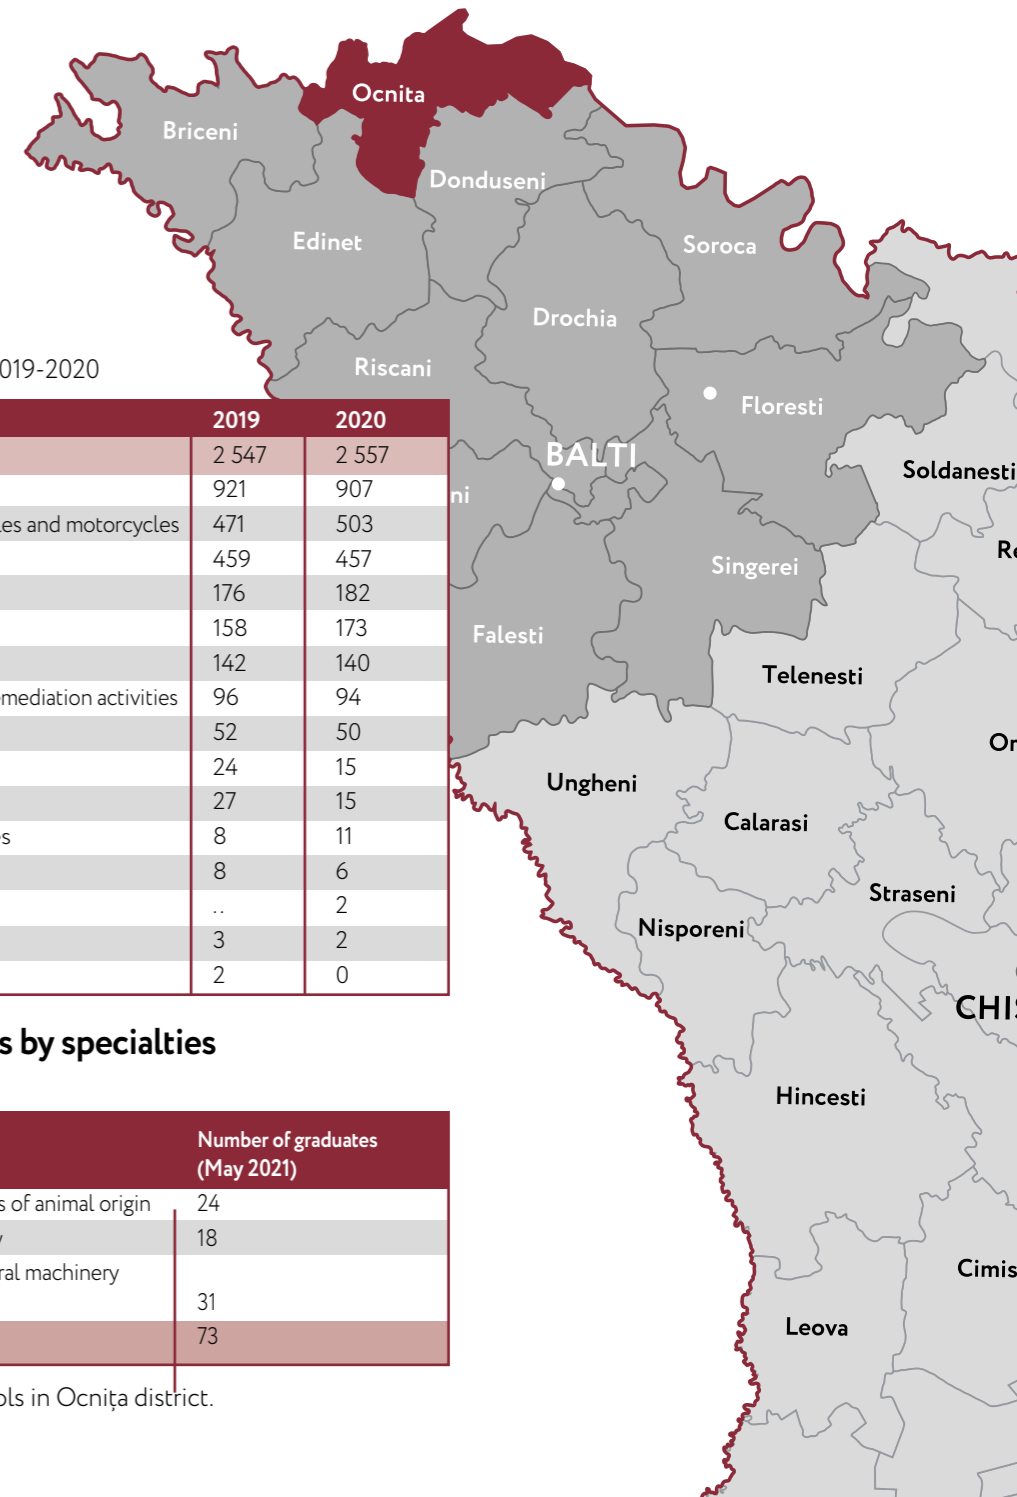 Ocnita
Briceni
Donduseni
Edinet
Soroca
Drochia
Riscani
019-2020
Floresti
2019 2020
2 547 2 557
BALTI
Soldanesti
921 907
ni
es and motorcycles 471 503
459 457
Re
Singerei
176 182
158 173
Falesti
142 140
Telenesti
emediation activities 96 94
52 50
Or
24 15
Ungheni
27 15
Calarasi
s 8 11
8 6
Straseni
.. 2
Nisporeni
3 2
2 0
CHIS
s by specialties
Hincesti
Number of graduates
(May 2021)
s of animal origin 24
y 18
ral machinery
Cimis
31
Leova
73
ols in Ocnița district.